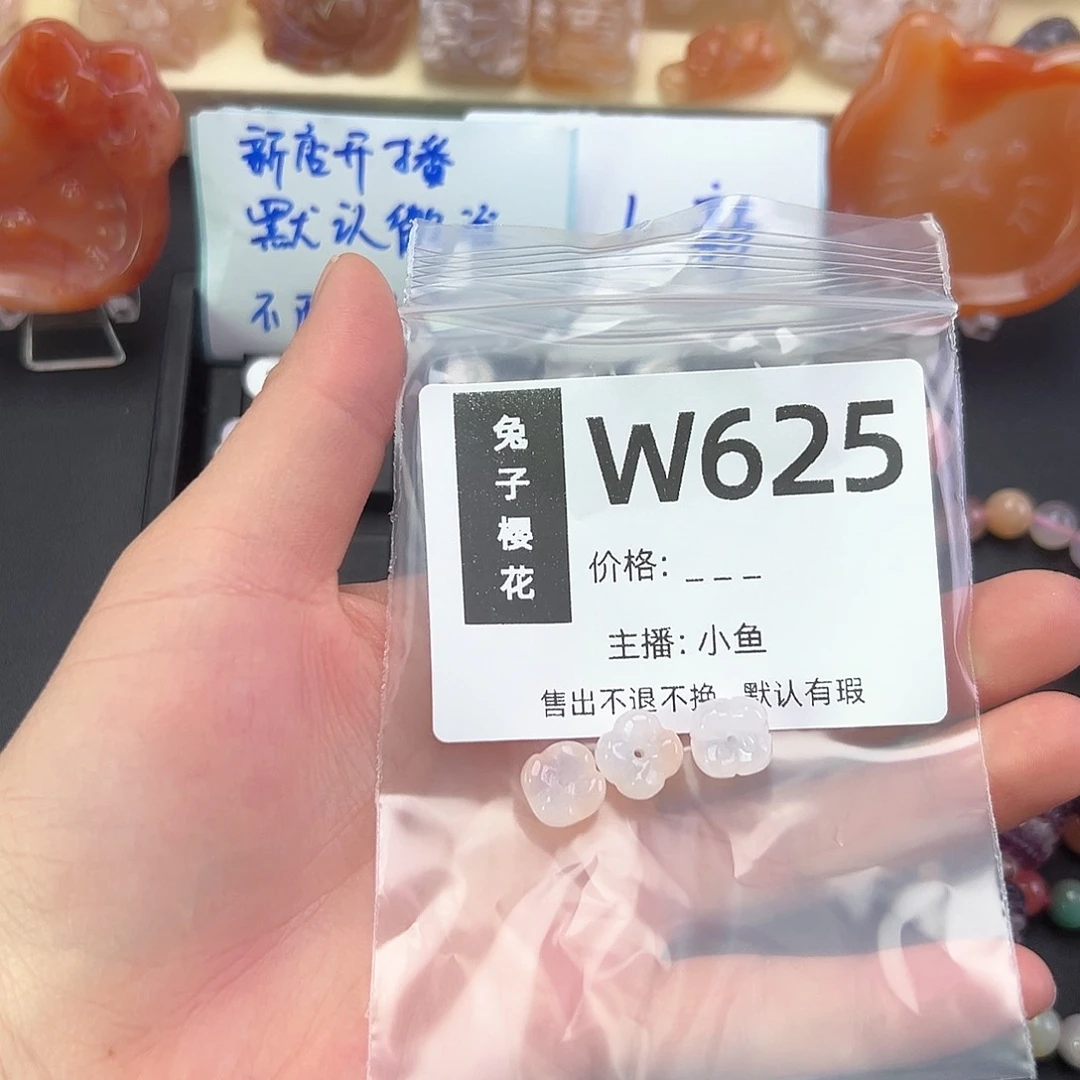 新店开播
默认微
不
兔子樱花
W625
价格: _ _ _
主播: 小鱼
售出不退不换 默认有瑕